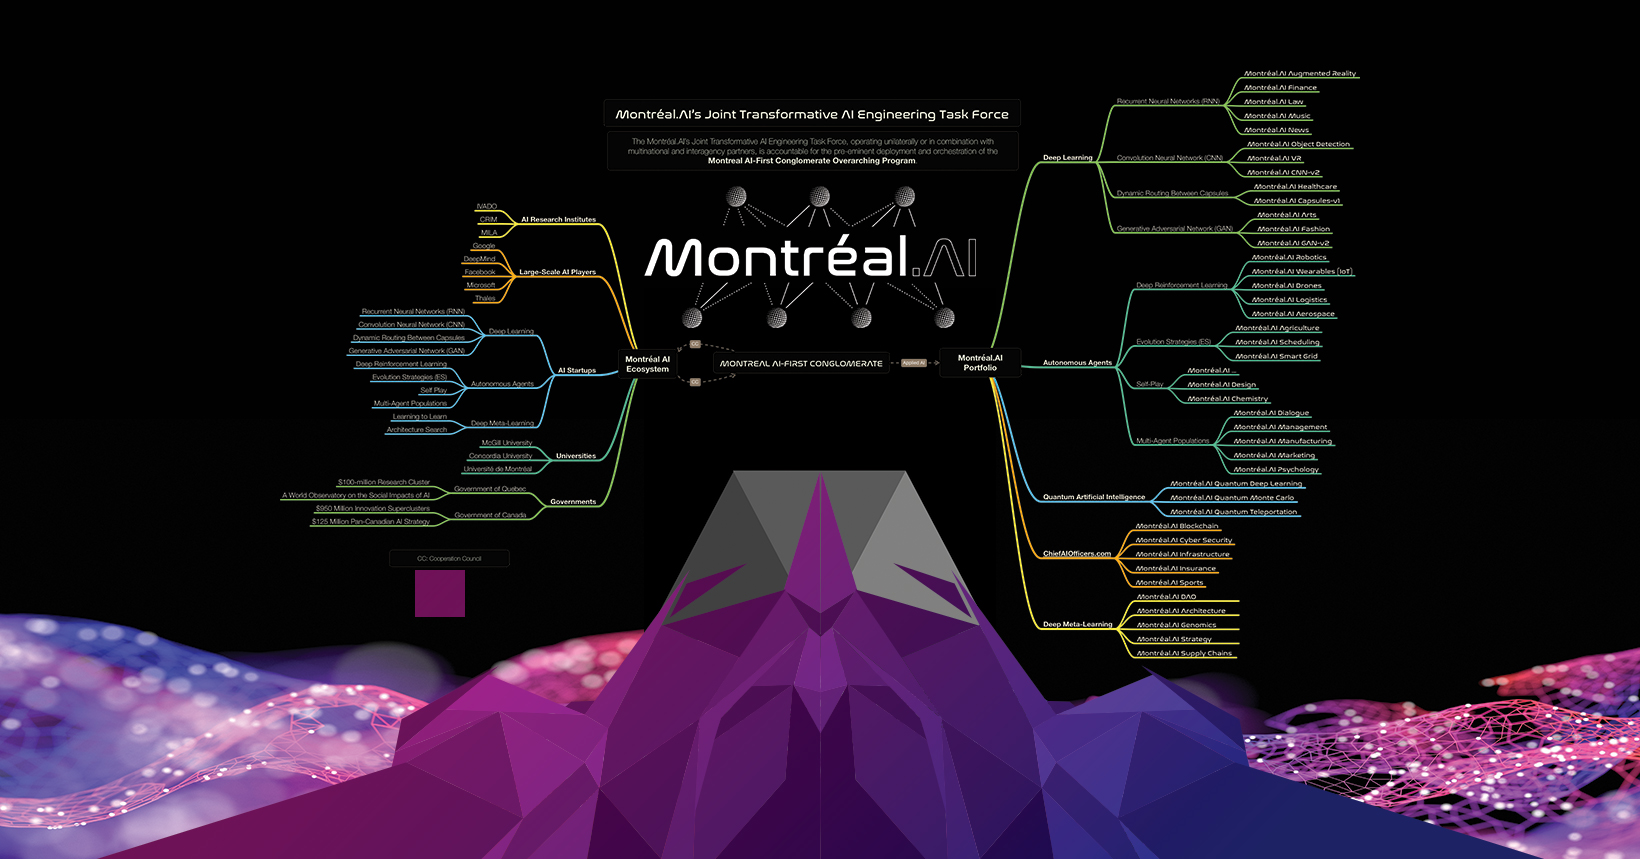 Montréal.AI's Joint Transformative AI Engineering Task Force
The Montréal.AI's Joint Transformative AI Engineering Task Force, operating unilaterally or in combination with
multinational and interagency partners, is accountable for the pre-eminent deployment and orchestration of the
Montreal AI-First Conglomerate Overarching Program.
Montréal.AI
CC
CC
MONTREAL AI-FIRST CONGLOMERATE
Applied AI
Montréal AI
Ecosystem
AI Research Institutes
IVADO
CRIM
MILA
Large-Scale AI Players
Google
DeepMind
Facebook
Microsoft
Thales
AI Startups
Deep Learning
Recurrent Neural Networks (RNN)
Convolution Neural Network (CNN)
Dynamic Routing Between Capsules
Generative Adversarial Network (GAN)
Autonomous Agents
Deep Reinforcement Learning
Evolution Strategies (ES)
Self Play
Multi-Agent Populations
Deep Meta-Learning
Learning to Learn
Architecture Search
Universities
McGill University
Concordia University
Université de Montréal
Governments
Government of Quebec
$100-million Research Cluster
A World Observatory on the Social Impacts of AI
Government of Canada
$950 Million Innovation Superclusters
$125 Million Pan-Canadian AI Strategy
CC: Cooperation Council
Montréal.AI
Portfolio
Deep Learning
Recurrent Neural Networks (RNN)
Montréal.AI Augmented Reality
Montréal.AI Finance
Montréal.AI Law
Montréal.AI Music
Montréal.AI News
Convolution Neural Network (CNN)
Montréal.AI Object Detection
Montréal.AI VR
Montréal.AI CNN-v2
Dynamic Routing Between Capsules
Montréal.AI Healthcare
Montréal.AI Capsules-v1
Generative Adversarial Network (GAN)
Montréal.AI Arts
Montréal.AI Fashion
Montréal.AI GAN-v2
Autonomous Agents
Deep Reinforcement Learning
Montréal.AI Robotics
Montréal.AI Wearables (IoT)
Montréal.AI Drones
Montréal.AI Logistics
Montréal.AI Aerospace
Evolution Strategies (ES)
Montréal.AI Agriculture
Montréal.AI Scheduling
Montréal.AI Smart Grid
Self-Play
Montréal.AI ...
Montréal.AI Design
Montréal.AI Chemistry
Multi-Agent Populations
Montréal.AI Dialogue
Montréal.AI Management
Montréal.AI Manufacturing
Montréal.AI Marketing
Montréal.AI Psychology
Quantum Artificial Intelligence
Montréal.AI Quantum Deep Learning
Montréal.AI Quantum Monte Carlo
Montréal.AI Quantum Teleportation
ChiefAIOfficers.com
Montréal.AI Blockchain
Montréal.AI Cyber Security
Montréal.AI Infrastructure
Montréal.AI Insurance
Montréal.AI Sports
Deep Meta-Learning
Montréal.AI DAO
Montréal.AI Architecture
Montréal.AI Genomics
Montréal.AI Strategy
Montréal.AI Supply Chains